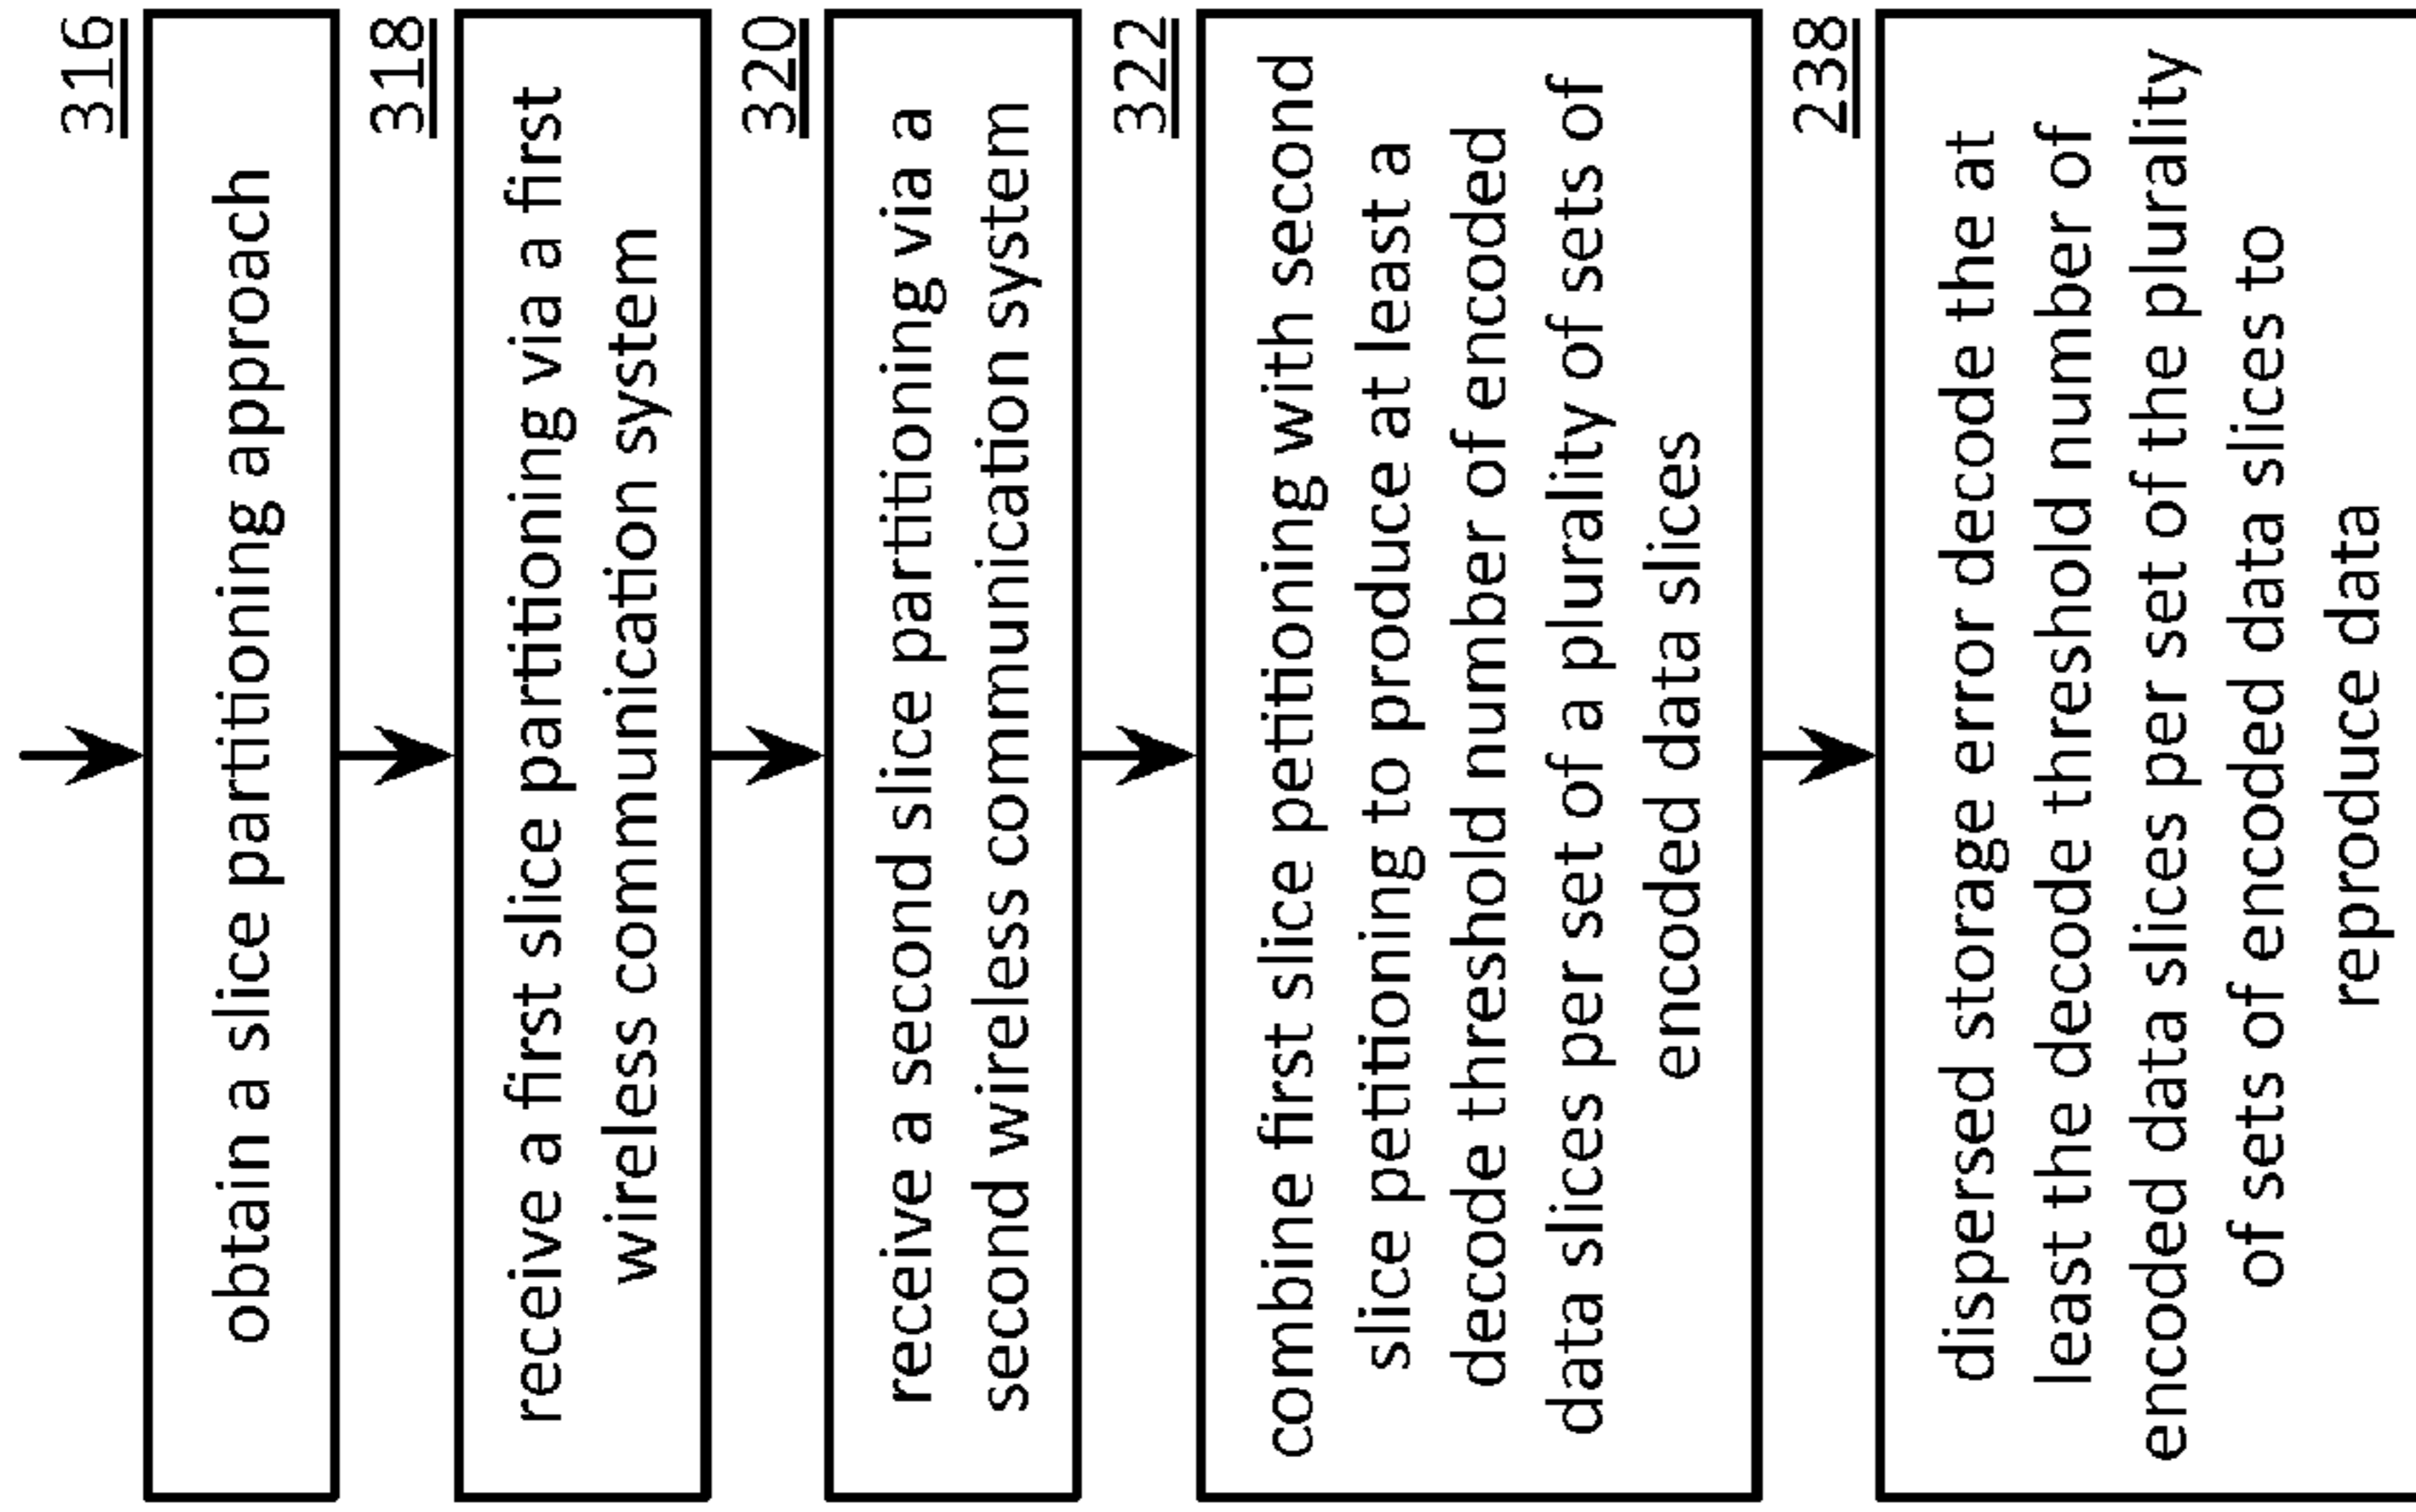 316
obtain a slice partitioning approach
318
receive a first slice partitioning via a first
wireless communication system
320
receive a second slice partitioning via a
second wireless communication system
322
combine first slice petitioning with second
slice petitioning to produce at least a
decode threshold number of encoded
data slices per set of a plurality of sets of
encoded data slices
238
dispersed storage error decode the at
least the decode threshold number of
encoded data slices per set of the plurality
of sets of encoded data slices to
reproduce data